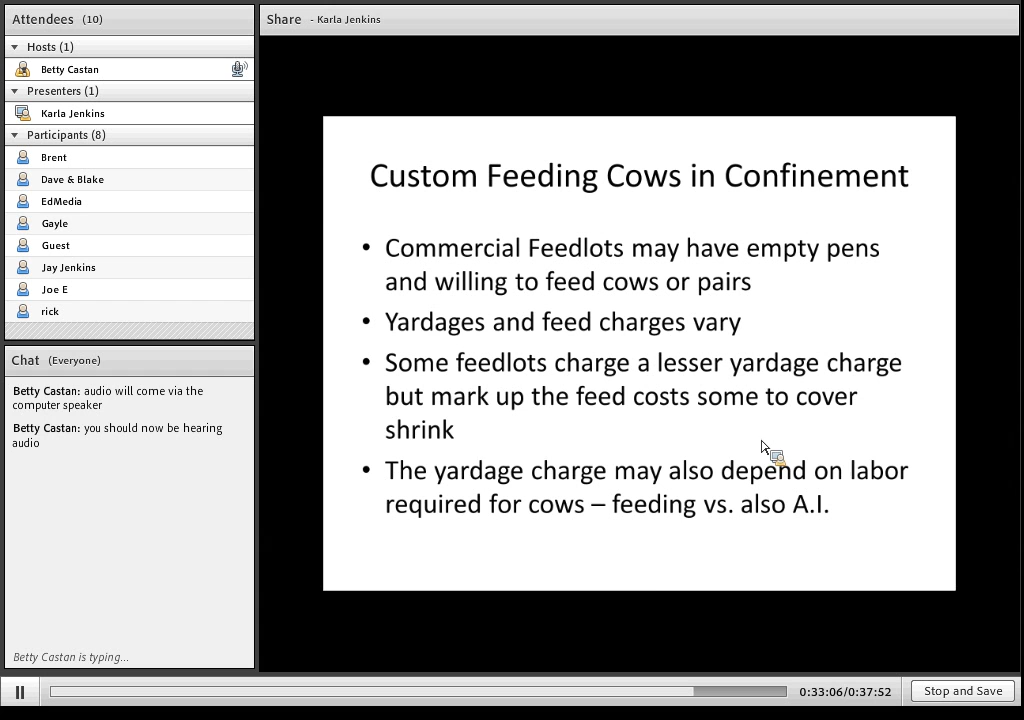 Attendees (10)
Hosts (1)
Betty Castan
Presenters (1)
Karla Jenkins
Participants (8)
Brent
Dave & Blake
EdMedia
Gayle
Guest
Jay Jenkins
Joe E
rick
Chat (Everyone)
Betty Castan: audio will come via the
computer speaker
Betty Castan: you should now be hearing
audio
Betty Castan is typing...
Share - Karla Jenkins
Custom Feeding Cows in Confinement
• Commercial Feedlots may have empty pens
and willing to feed cows or pairs
• Yardages and feed charges vary
• Some feedlots charge a lesser yardage charge
but mark up the feed costs some to cover
shrink
• The yardage charge may also depend on labor
required for cows – feeding vs. also A.I.
0:33:06/0:37:52
Stop and Save